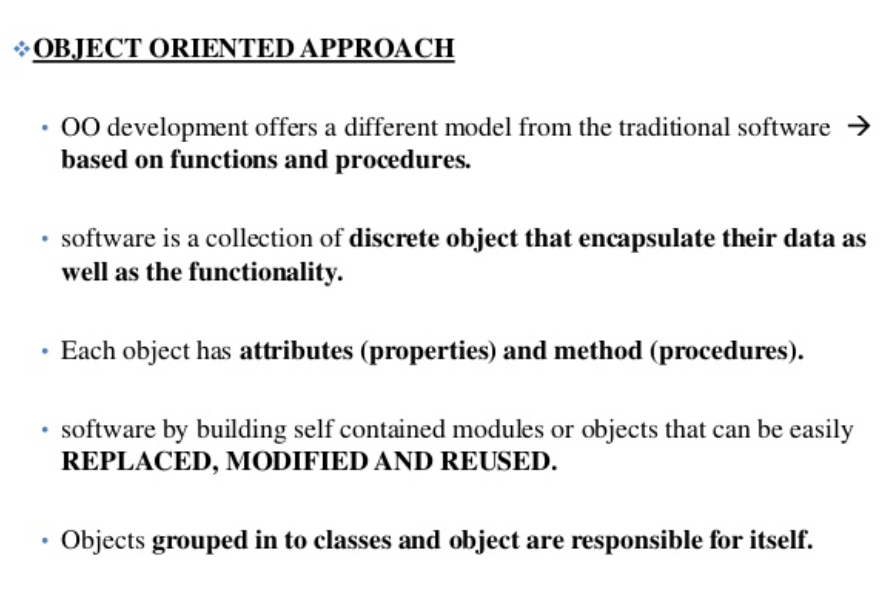 ❖OBJECT ORIENTED APPROACH
• OO development offers a different model from the traditional software →
based on functions and procedures.
• software is a collection of discrete object that encapsulate their data as
well as the functionality.
• Each object has attributes (properties) and method (procedures).
• software by building self contained modules or objects that can be easily
REPLACED, MODIFIED AND REUSED.
• Objects grouped in to classes and object are responsible for itself.